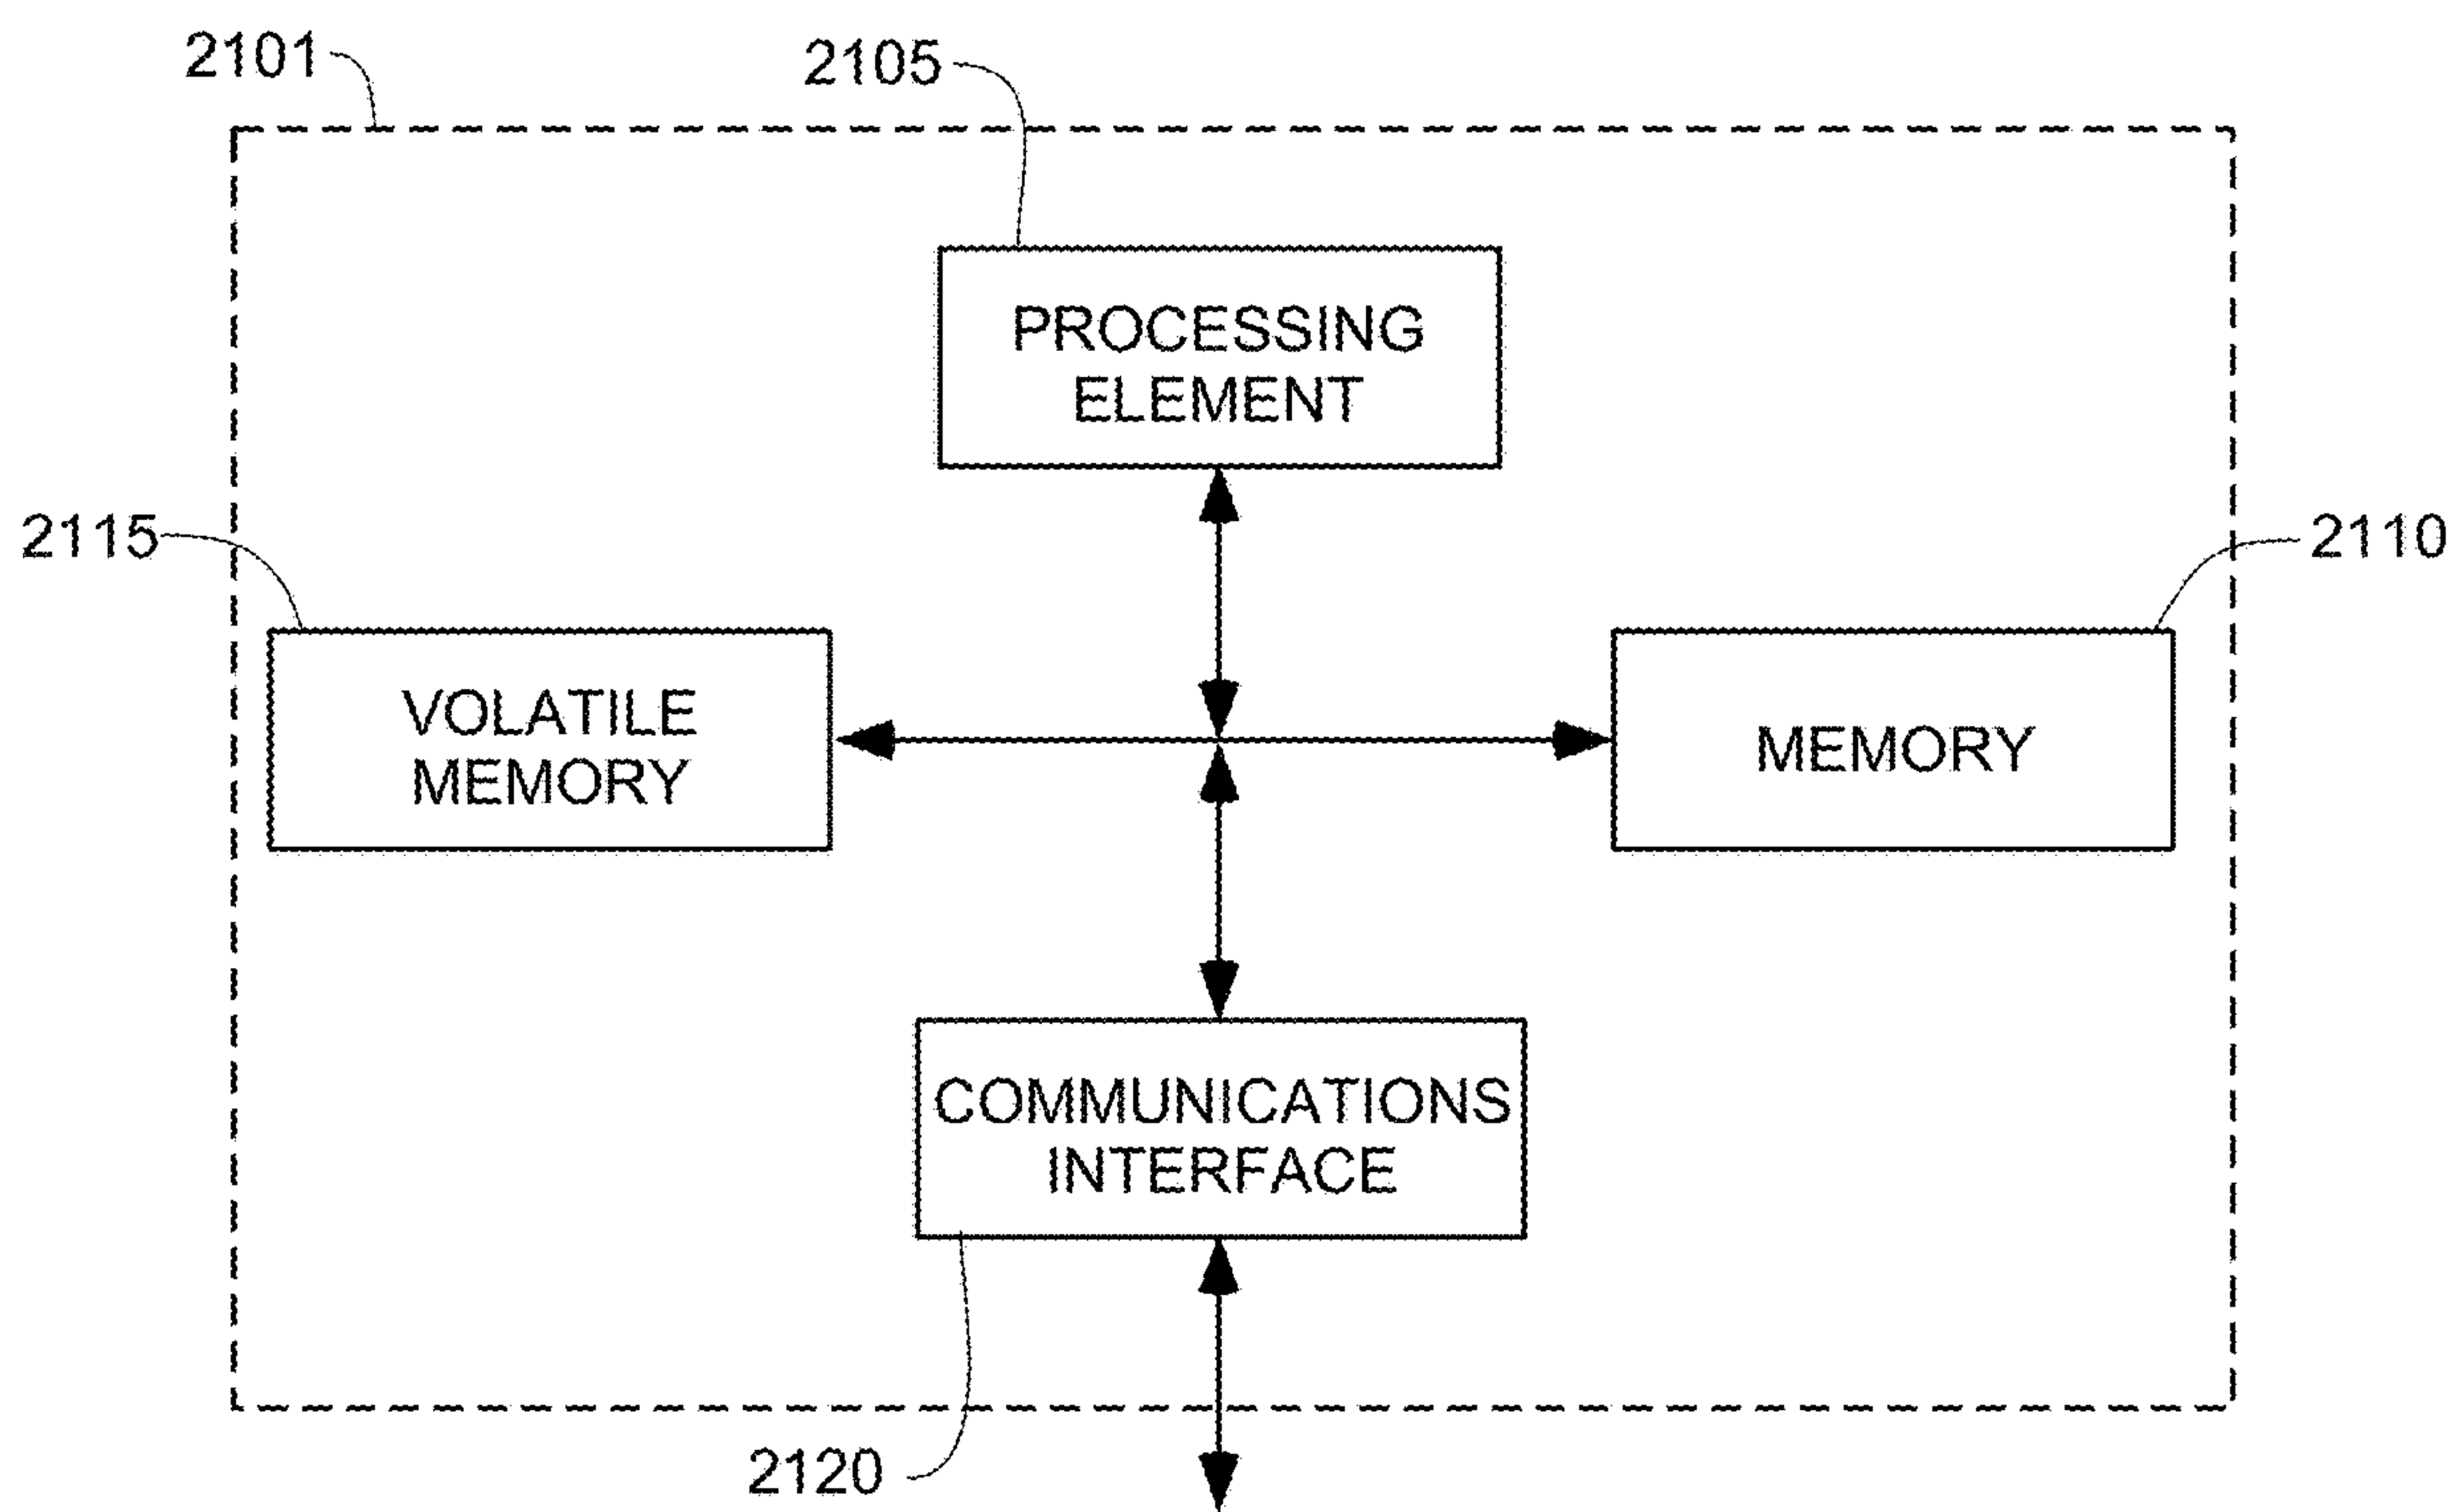 2101
2105
PROCESSING
ELEMENT
2115
2110
VOLATILE
MEMORY
MEMORY
COMMUNICATIONS
INTERFACE
2120